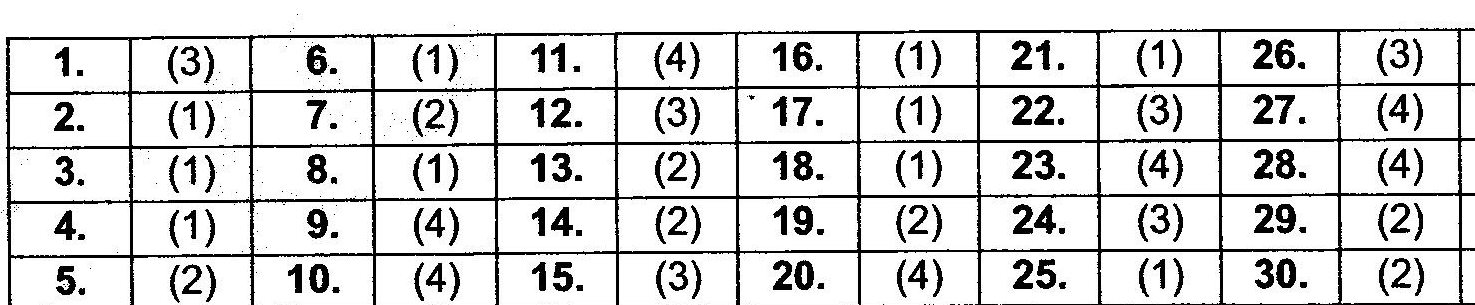 1. (3) 6. (1) 11. (4) 16. (1) 21. (1) 26. (3)
2. (1) 7. (2) 12. (3) 17. (1) 22. (3) 27. (4)
3. (1) 8. (1) 13. (2) 18. (1) 23. (4) 28. (4)
4. (1) 9. (4) 14. (2) 19. (2) 24. (3) 29. (2)
5. (2) 10. (4) 15. (3) 20. (4) 25. (1) 30. (2)